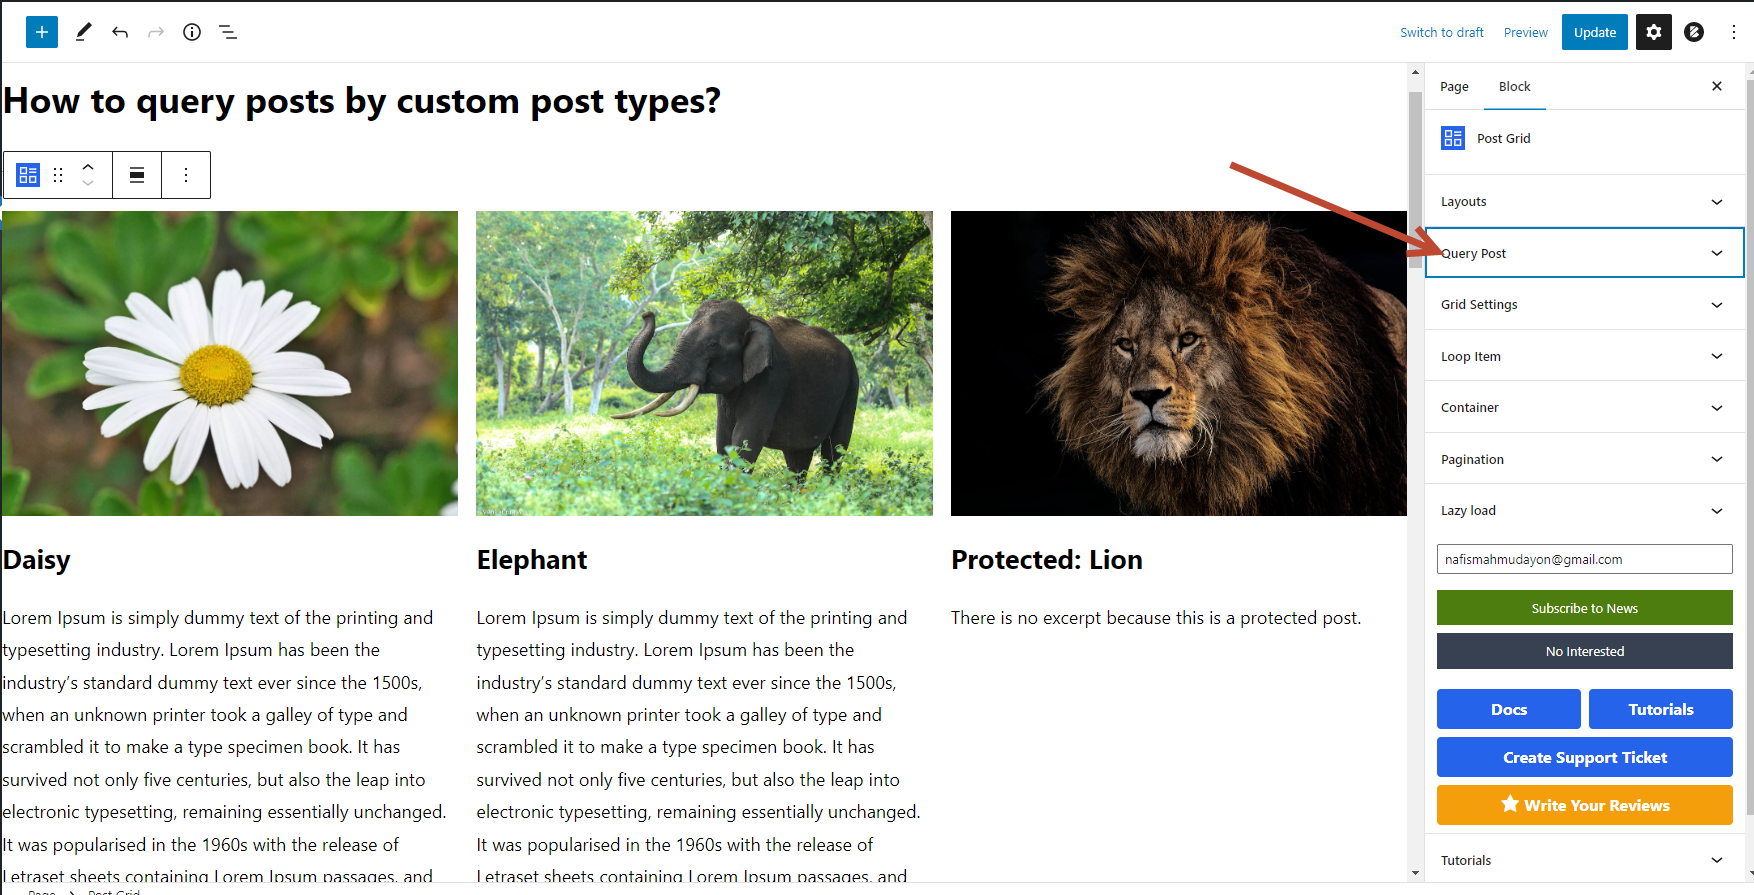 Switch to draft
Preview
Update
How to query posts by custom post types?
Daisy
Lorem Ipsum is simply dummy text of the printing and
typesetting industry. Lorem Ipsum has been the
industry’s standard dummy text ever since the 1500s,
when an unknown printer took a galley of type and
scrambled it to make a type specimen book. It has
survived not only five centuries, but also the leap into
electronic typesetting, remaining essentially unchanged.
It was popularised in the 1960s with the release of
Letraset sheets containing Lorem Ipsum passages, and
Elephant
Lorem Ipsum is simply dummy text of the printing and
typesetting industry. Lorem Ipsum has been the
industry’s standard dummy text ever since the 1500s,
when an unknown printer took a galley of type and
scrambled it to make a type specimen book. It has
survived not only five centuries, but also the leap into
electronic typesetting, remaining essentially unchanged.
It was popularised in the 1960s with the release of
Letraset sheets containing Lorem Ipsum passages, and
Protected: Lion
There is no excerpt because this is a protected post.
Page
Block
Post Grid
Layouts
Query Post
Grid Settings
Loop Item
Container
Pagination
Lazy load
nafismahmudayon@gmail.com
Subscribe to News
No Interested
Docs
Tutorials
Create Support Ticket
Write Your Reviews
Tutorials
Page > Post Grid